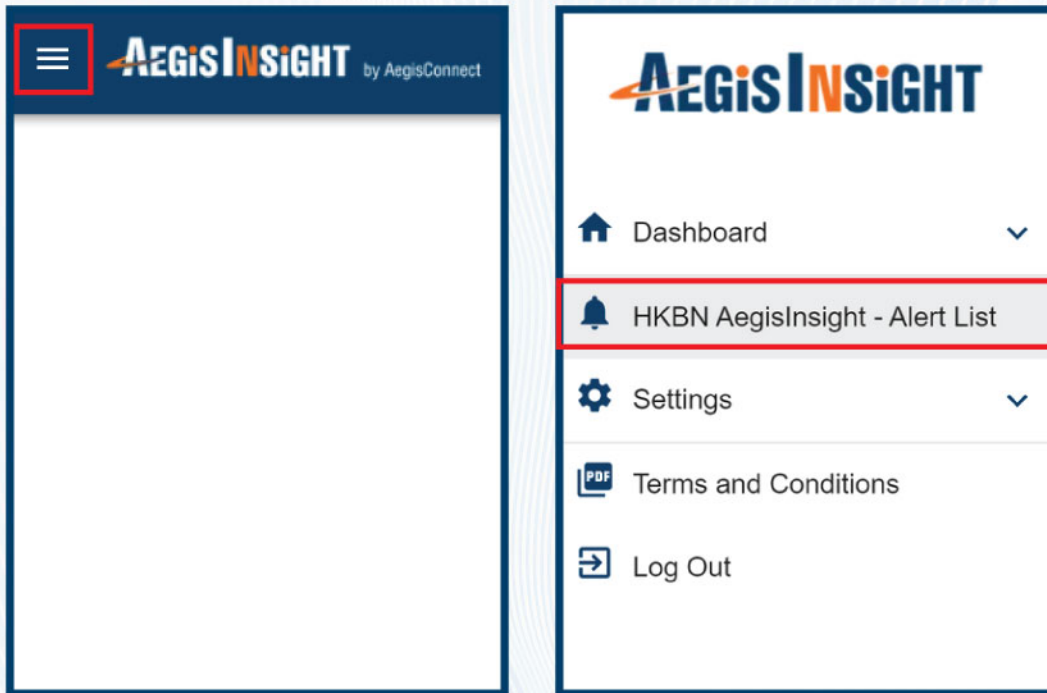 AEGiS INSiGHT by AegisConnect
AEGiS INSiGHT
Dashboard
HKBN AegisInsight - Alert List
Settings
PDF
Terms and Conditions
Log Out